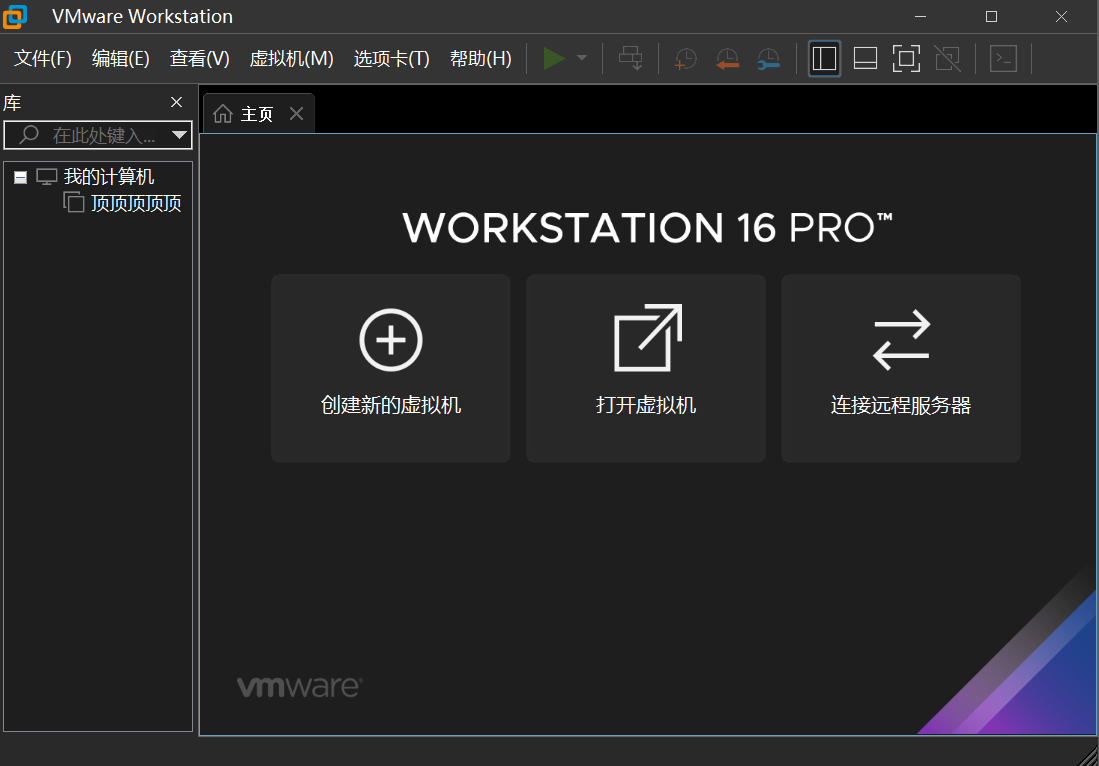 VMware Workstation
文件(F) 编辑(E) 查看(V) 虚拟机(M) 选项卡(T) 帮助(H)
库
主页
在此处键入...
我的计算机
顶顶顶顶顶
WORKSTATION 16 PRO™
创建新的虚拟机 打开虚拟机 连接远程服务器
vmware®